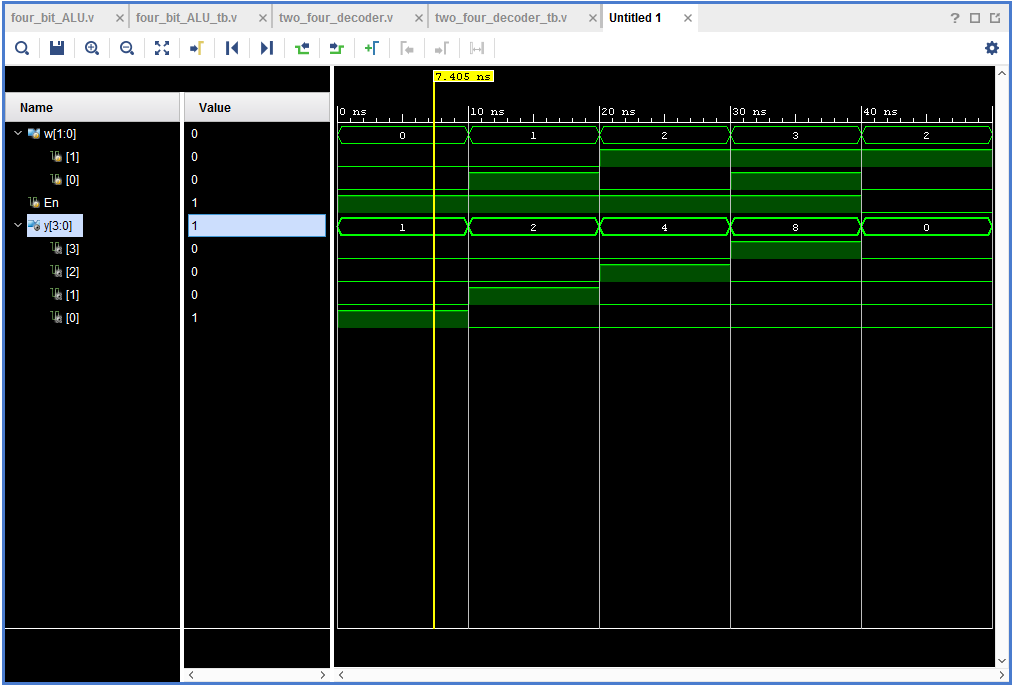 four_bit_ALU.v four_bit_ALU_tb.v two_four_decoder.v two_four_decoder_tb.v Untitled 1 ?
7.405 ns
Name Value 0 ns 10 ns 20 ns 30 ns 40 ns
w[1:0] 0 0 1 2 3 2
[1] 0
[0] 0
En 1
y[3:0] 1 1 2 4 8 0
[3] 0
[2] 0
[1] 0
[0] 1